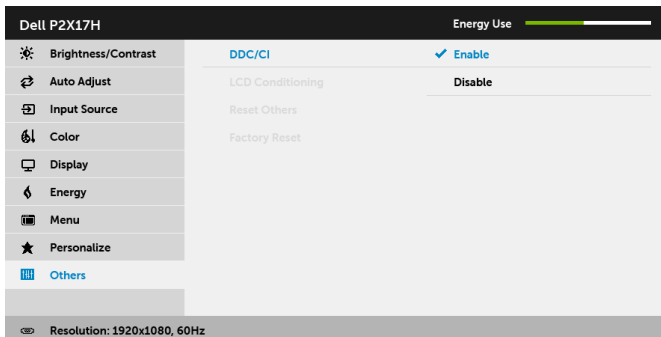 Dell P2X17H Energy Use
Brightness/Contrast DDC/CI Enable
Auto Adjust LCD Conditioning Disable
Input Source Reset Others
Color Factory Reset
Display
Energy
Menu
Personalize
Others
Resolution: 1920x1080, 60Hz